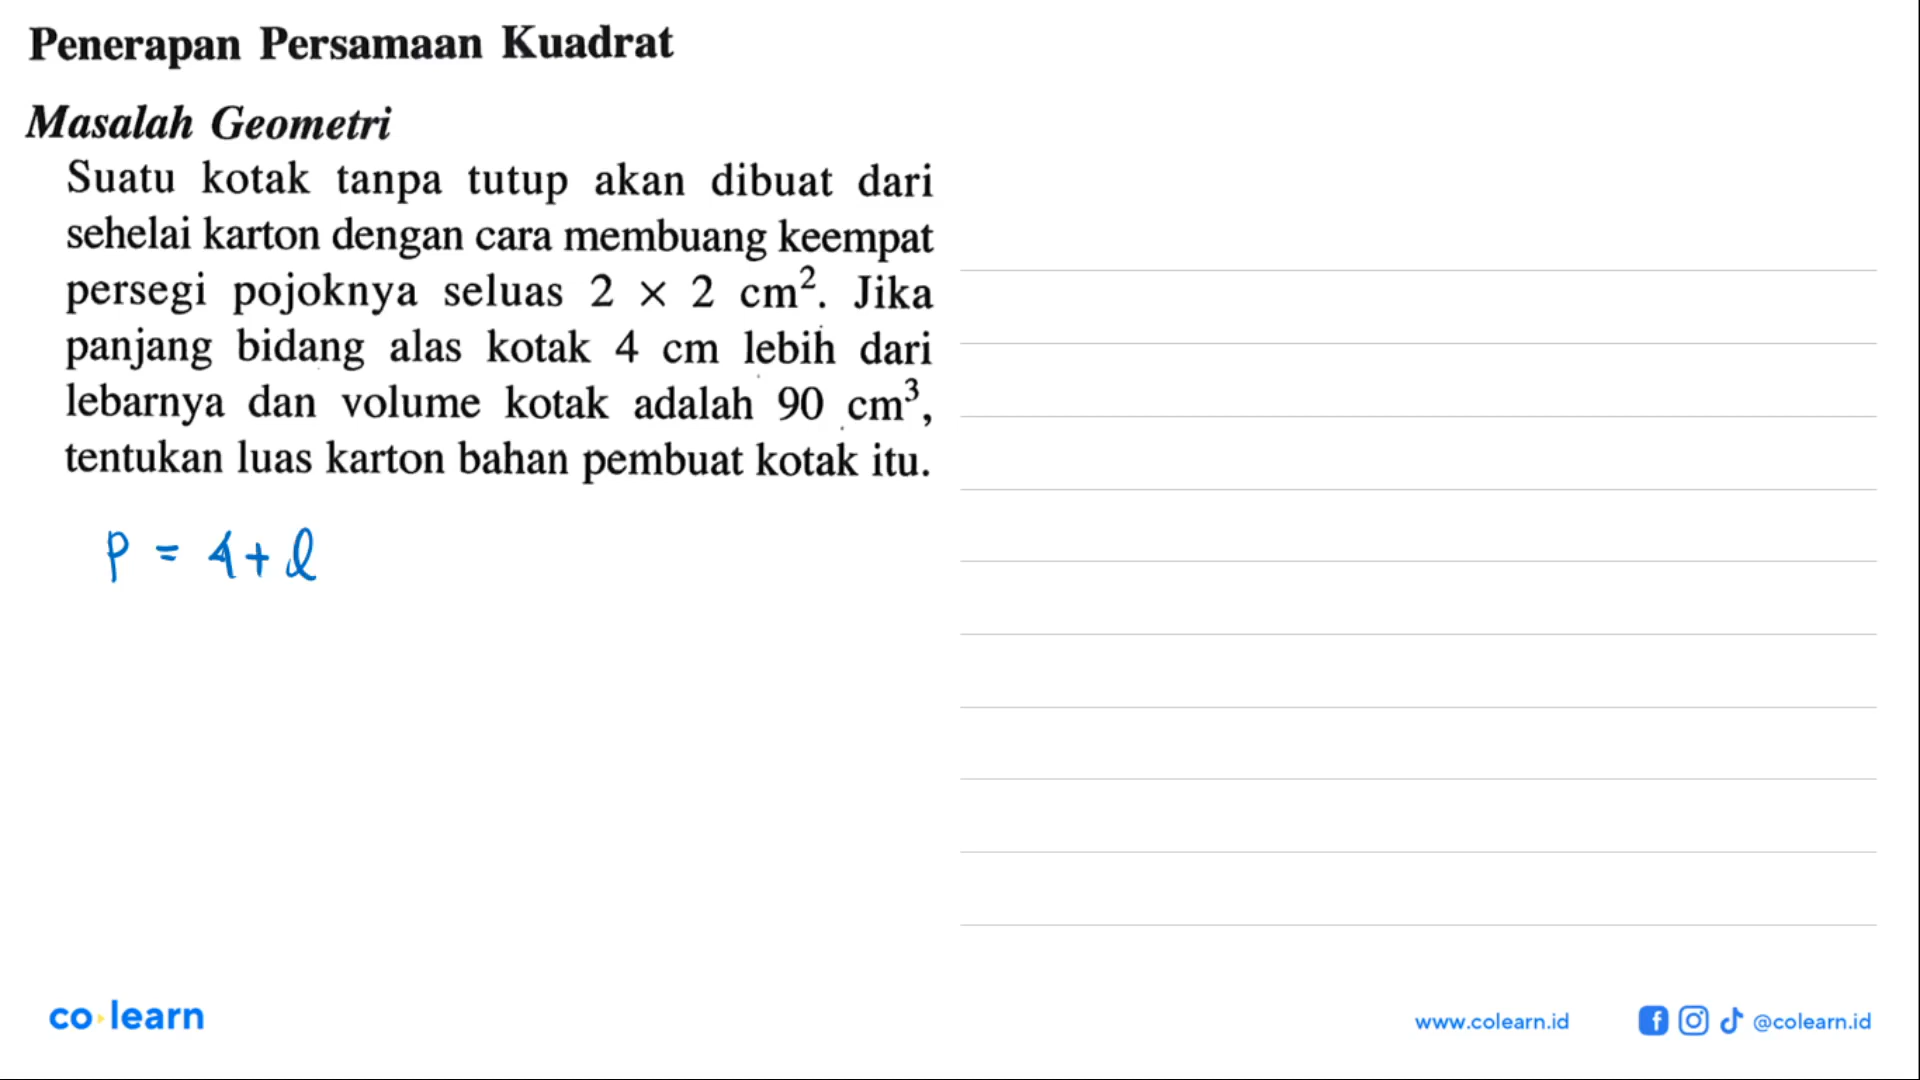 Penerapan Persamaan Kuadrat
Masalah Geometri
Suatu kotak tanpa tutup akan dibuat dari
sehelai karton dengan cara membuang keempat
persegi pojoknya seluas 2 × 2 cm². Jika
panjang bidang alas kotak 4 cm lebih dari
lebarnya dan volume kotak adalah 90 cm³,
tentukan luas karton bahan pembuat kotak itu.
P = 4 + l
co learn
www.colearn.id
@colearn.id